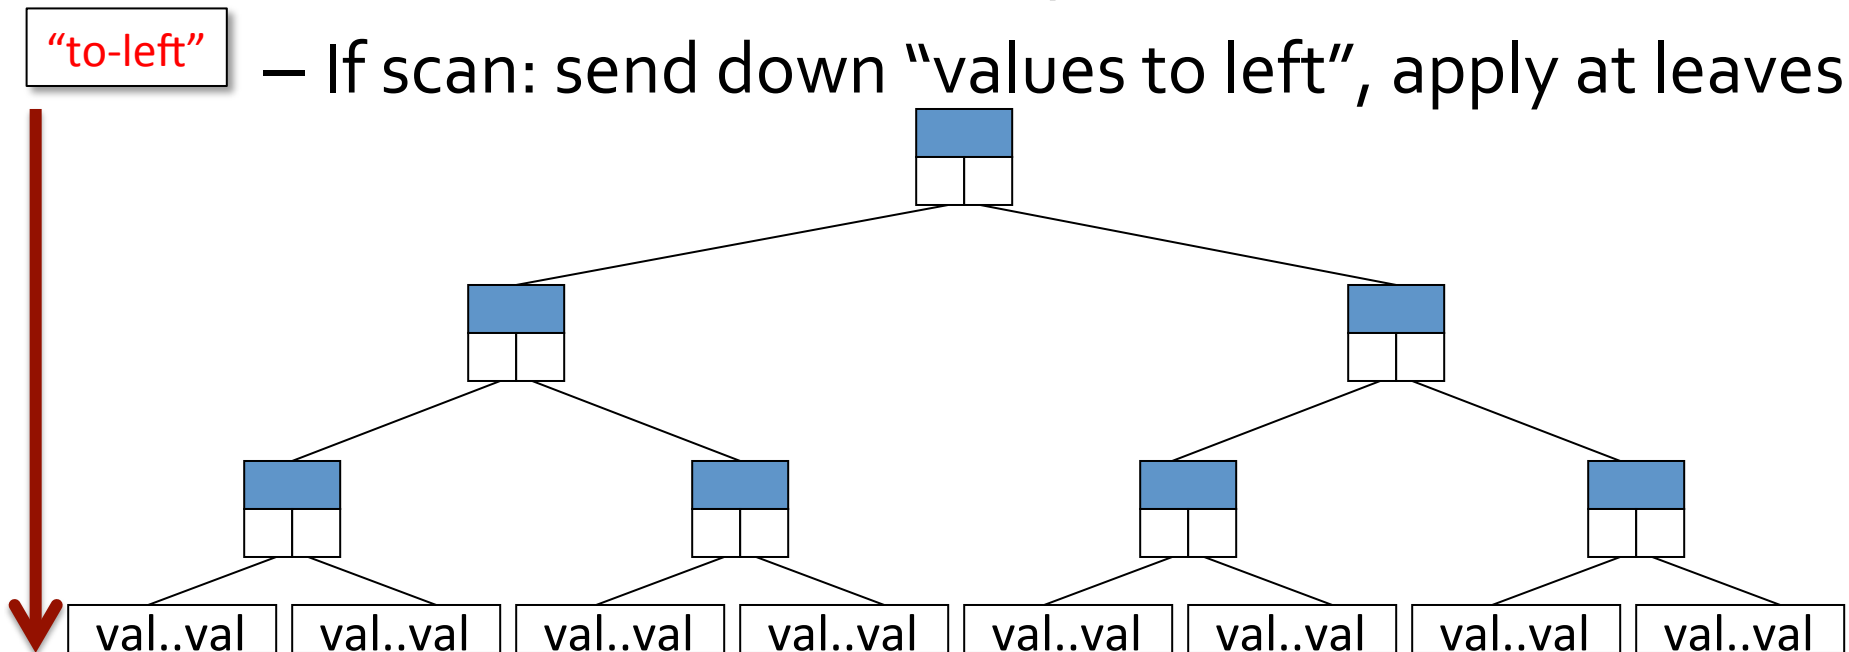 “to-left”
– If scan: send down “values to left”, apply at leaves
val..val val..val val..val val..val val..val val..val val..val val..val